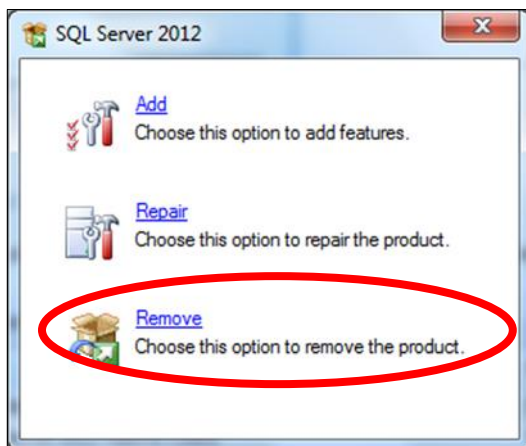 SQL Server 2012
Add
Choose this option to add features.
Repair
Choose this option to repair the product.
Remove
Choose this option to remove the product.